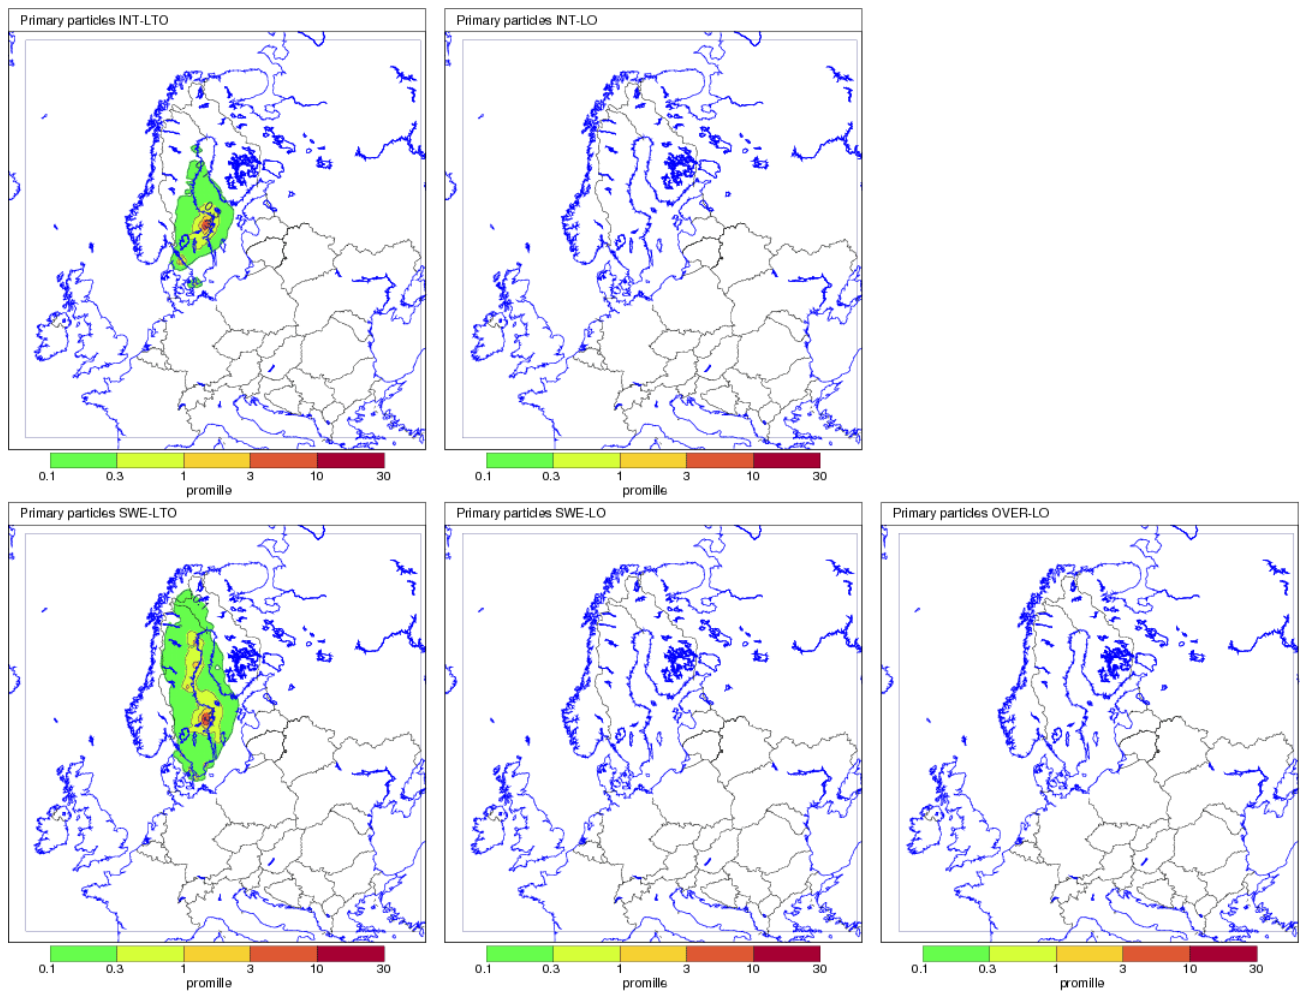 Primary particles INT-LTO
Primary particles INT-LO
0.1 0.3 1 3 10 30
promille
0.1 0.3 1 3 10 30
promille
Primary particles SWE-LTO
Primary particles SWE-LO
Primary particles OVER-LO
0.1 0.3 1 3 10 30
promille
0.1 0.3 1 3 10 30
promille
0.1 0.3 1 3 10 30
promille